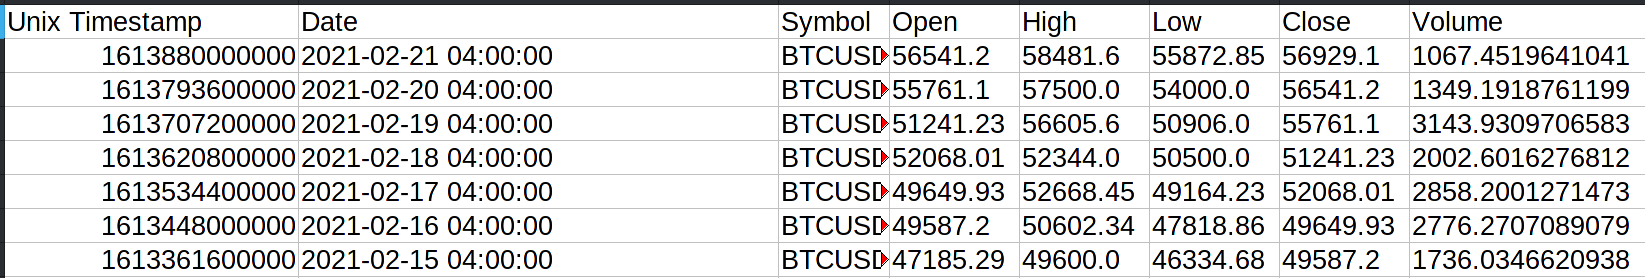 Unix Timestamp Date Symbol Open High Low Close Volume
1613880000000 2021-02-21 04:00:00 BTCUSD 56541.2 58481.6 55872.85 56929.1 1067.4519641041
1613793600000 2021-02-20 04:00:00 BTCUSD 55761.1 57500.0 54000.0 56541.2 1349.1918761199
1613707200000 2021-02-19 04:00:00 BTCUSD 51241.23 56605.6 50906.0 55761.1 3143.9309706583
1613620800000 2021-02-18 04:00:00 BTCUSD 52068.01 52344.0 50500.0 51241.23 2002.6016276812
1613534400000 2021-02-17 04:00:00 BTCUSD 49649.93 52668.45 49164.23 52068.01 2858.2001271473
1613448000000 2021-02-16 04:00:00 BTCUSD 49587.2 50602.34 47818.86 49649.93 2776.2707089079
1613361600000 2021-02-15 04:00:00 BTCUSD 47185.29 49600.0 46334.68 49587.2 1736.0346620938